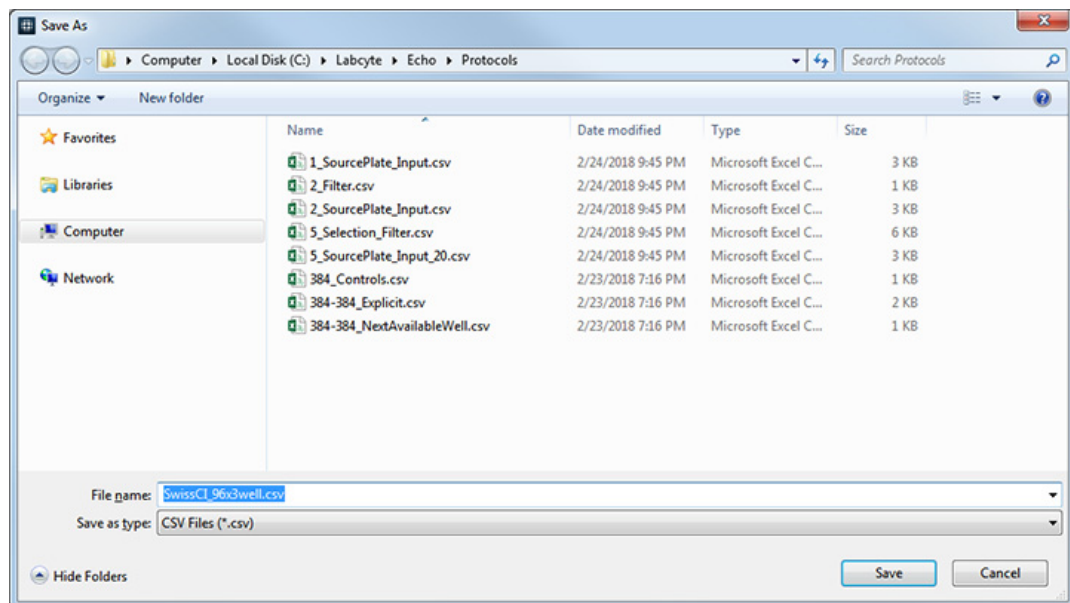 Save As
Computer Local Disk (C:) Labcyte Echo Protocols Search Protocols
Organize New folder
Favorites
Libraries
Computer
Network
Name Date modified Type Size
1_SourcePlate_Input.csv 2/24/2018 9:45 PM Microsoft Excel C... 3 KB
2_Filter.csv 2/24/2018 9:45 PM Microsoft Excel C... 1 KB
2_SourcePlate_Input.csv 2/24/2018 9:45 PM Microsoft Excel C... 3 KB
5_Selection_Filter.csv 2/24/2018 9:45 PM Microsoft Excel C... 6 KB
5_SourcePlate_Input_20.csv 2/24/2018 9:45 PM Microsoft Excel C... 3 KB
384_Controls.csv 2/23/2018 7:16 PM Microsoft Excel C... 1 KB
384-384_Explicit.csv 2/23/2018 7:16 PM Microsoft Excel C... 2 KB
384-384_NextAvailableWell.csv 2/23/2018 7:16 PM Microsoft Excel C... 1 KB
File name: SwissCI_96x3well.csv
Save as type: CSV Files (*.csv)
Hide Folders Save Cancel